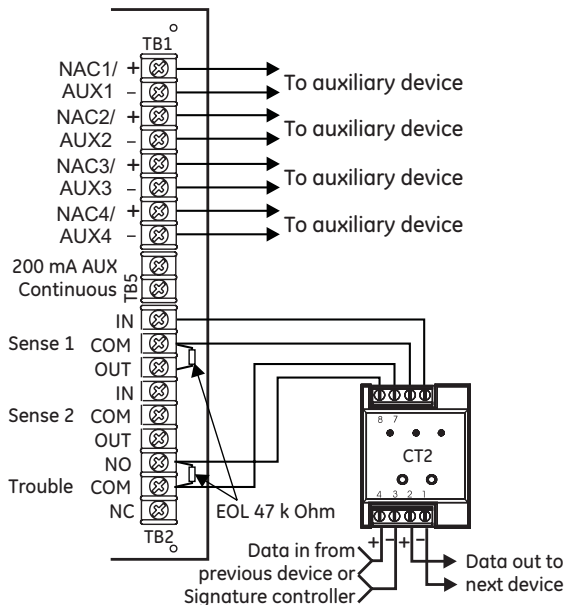 TB1
NAC1/ +
AUX1 –
NAC2/ +
AUX2 –
NAC3/ +
AUX3 –
NAC4/ +
AUX4 –
To auxiliary device
To auxiliary device
To auxiliary device
To auxiliary device
200 mA AUX
Continuous
TB5
IN
Sense 1 COM
OUT
IN
Sense 2 COM
OUT
NO
Trouble COM
NC
TB2
EOL 47 k Ohm
8 7
CT2
4 3 2 1
+ – + –
Data in from
previous device or
Signature controller
Data out to
next device